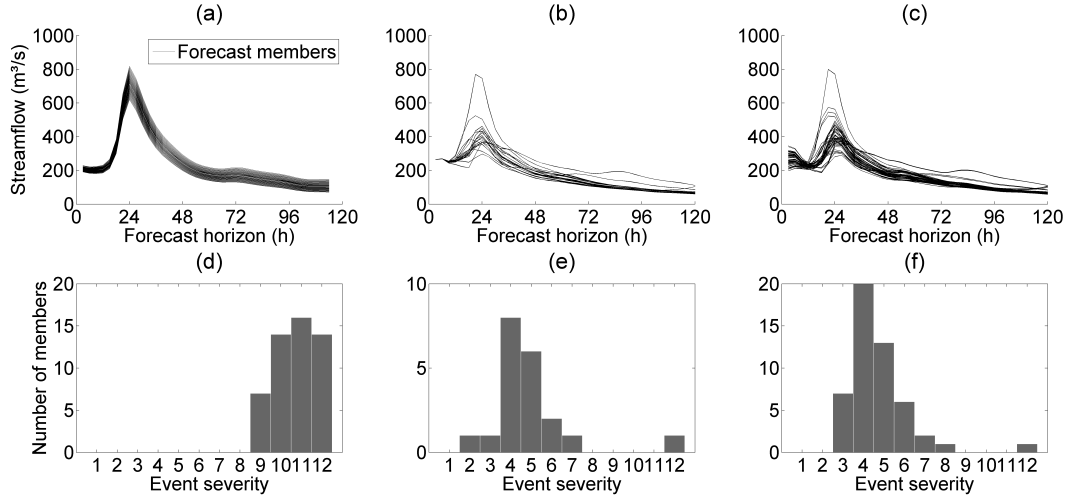 (a)
Streamflow (m³/s)
1000
800
600
400
200
0
Forecast members
0 24 48 72 96 120
Forecast horizon (h)
(b)
1000
800
600
400
200
0
0 24 48 72 96 120
Forecast horizon (h)
(c)
1000
800
600
400
200
0
0 24 48 72 96 120
Forecast horizon (h)
(d)
Number of members
20
15
10
5
0
1 2 3 4 5 6 7 8 9 10 11 12
Event severity
(e)
10
5
0
1 2 3 4 5 6 7 8 9 10 11 12
Event severity
(f)
20
15
10
5
0
1 2 3 4 5 6 7 8 9 10 11 12
Event severity